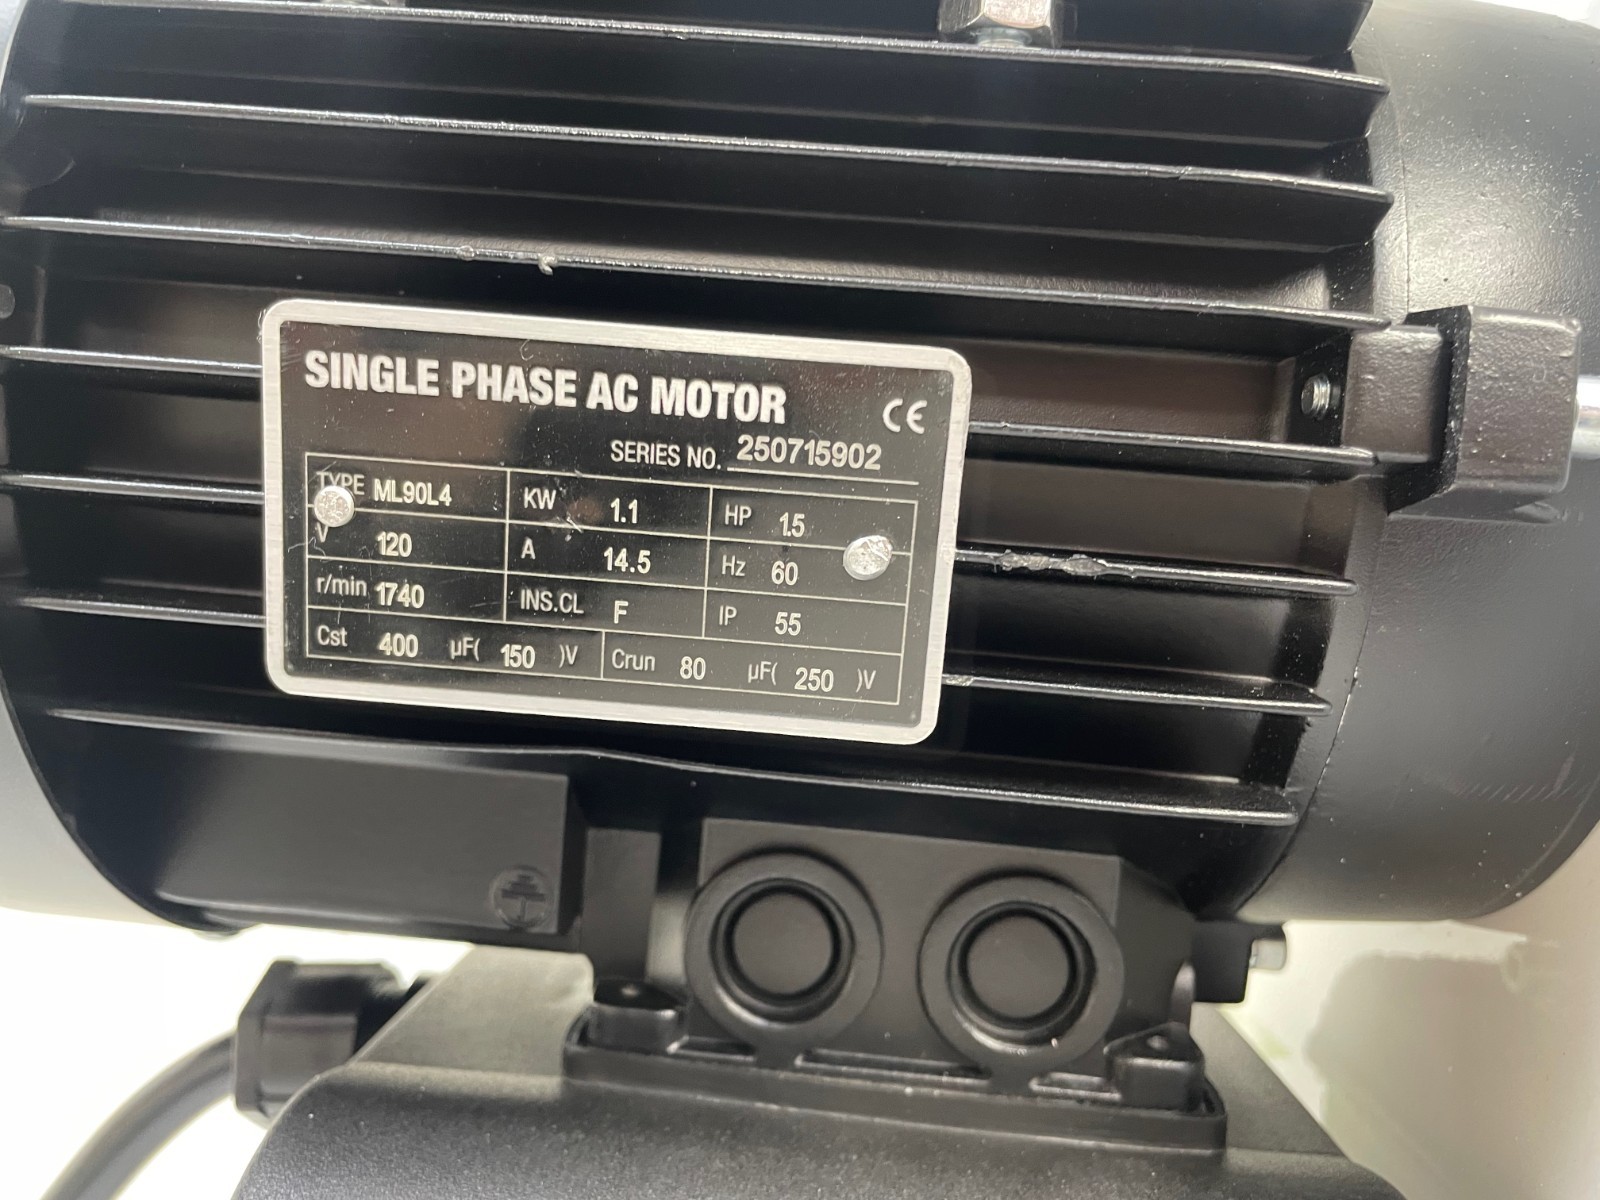 SINGLE PHASE AC MOTOR CE
SERIES NO. 250715902
TYPE ML90L4 KW 1.1 HP 1.5
V 120 A 14.5 Hz 60
r/min 1740 INS.CL F IP 55
Cst 400 µF( 150 )V Crun 80 µF( 250 )V